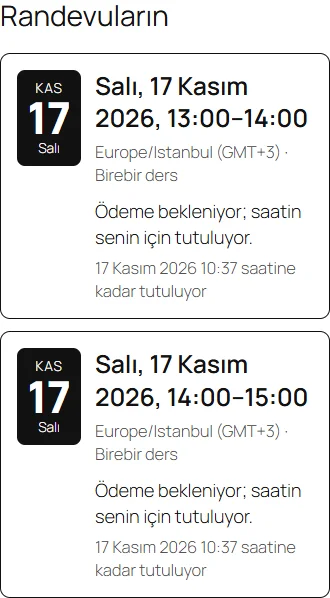 Randevuların
KAS
17
Salı
Salı, 17 Kasım
2026, 13:00–14:00
Europe/Istanbul (GMT+3) ·
Birebir ders
Ödeme bekleniyor; saatin
senin için tutuluyor.
17 Kasım 2026 10:37 saatine
kadar tutuluyor
KAS
17
Salı
Salı, 17 Kasım
2026, 14:00–15:00
Europe/Istanbul (GMT+3) ·
Birebir ders
Ödeme bekleniyor; saatin
senin için tutuluyor.
17 Kasım 2026 10:37 saatine
kadar tutuluyor